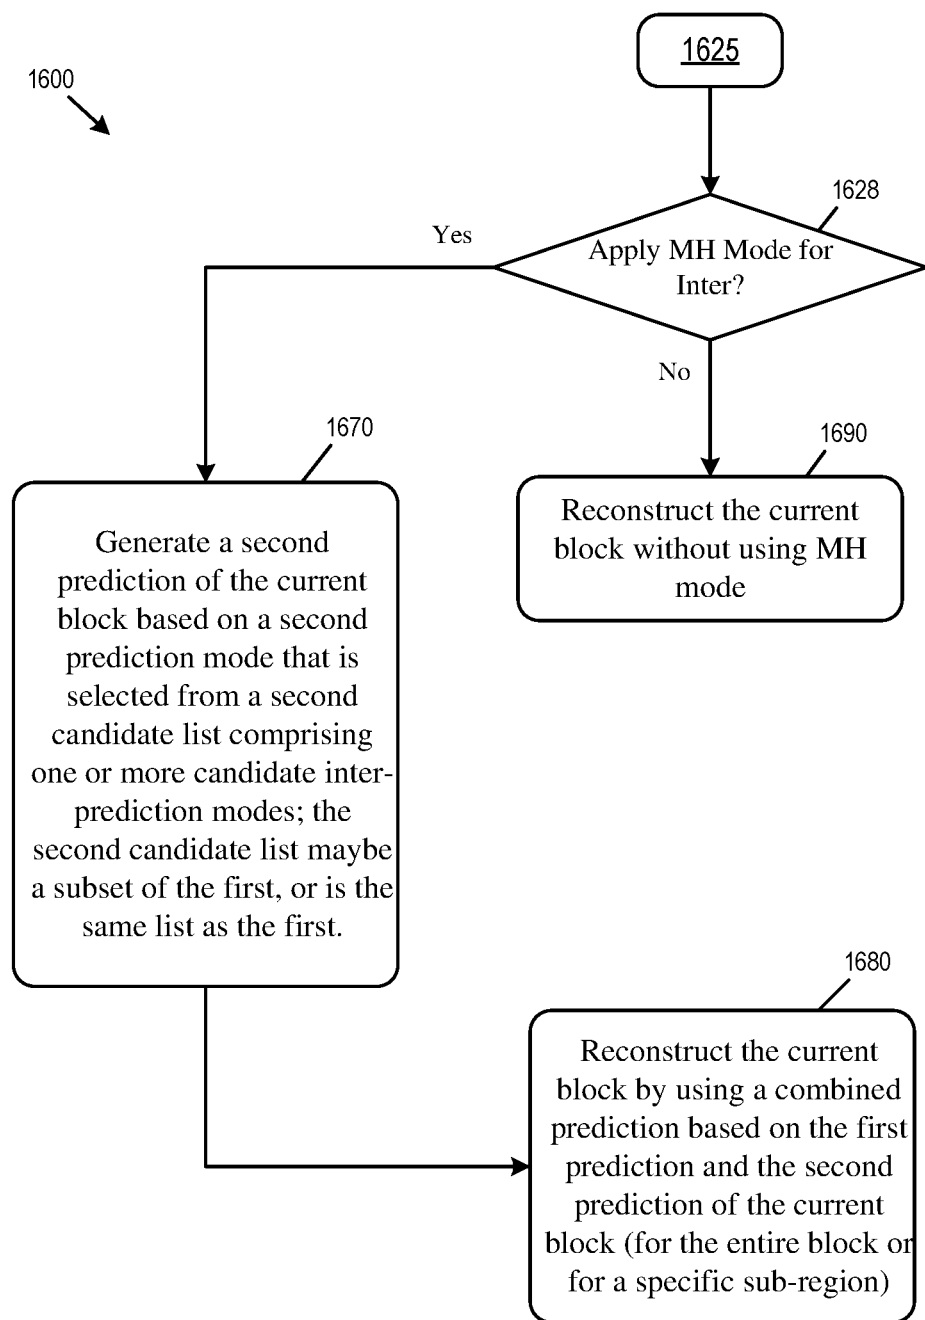 1625
1600
1628
Yes
Apply MH Mode for
Inter?
No
1670
1690
Generate a second
prediction of the current
block based on a second
prediction mode that is
selected from a second
candidate list comprising
one or more candidate inter-
prediction modes; the
second candidate list maybe
a subset of the first, or is the
same list as the first.
Reconstruct the current
block without using MH
mode
1680
Reconstruct the current
block by using a combined
prediction based on the first
prediction and the second
prediction of the current
block (for the entire block or
for a specific sub-region)